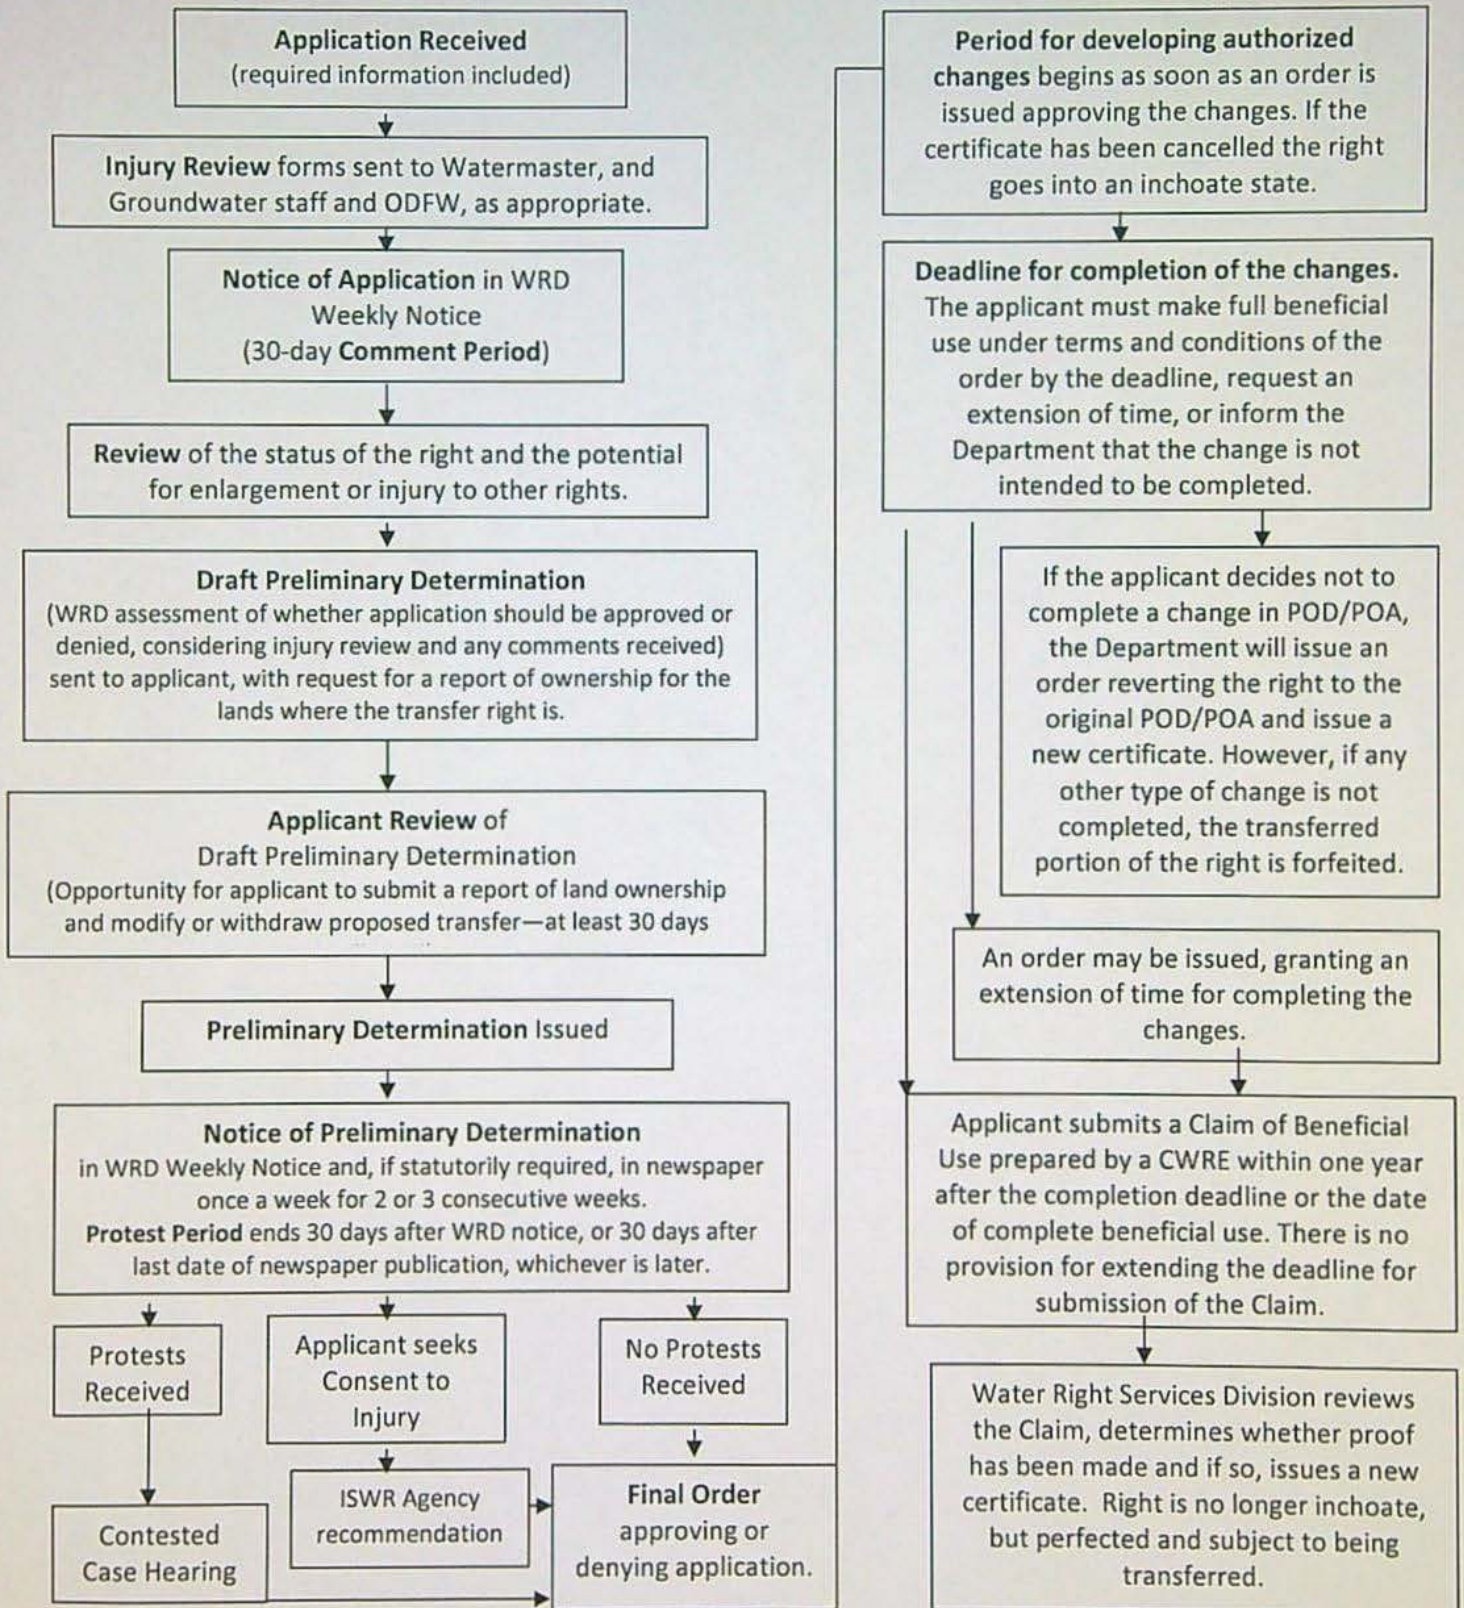 Application Received
(required information included)
Injury Review forms sent to Watermaster, and
Groundwater staff and ODFW, as appropriate.
Notice of Application in WRD
Weekly Notice
(30-day Comment Period)
Review of the status of the right and the potential
for enlargement or injury to other rights.
Draft Preliminary Determination
(WRD assessment of whether application should be approved or
denied, considering injury review and any comments received)
sent to applicant, with request for a report of ownership for the
lands where the transfer right is.
Applicant Review of
Draft Preliminary Determination
(Opportunity for applicant to submit a report of land ownership
and modify or withdraw proposed transfer—at least 30 days
Preliminary Determination Issued
Notice of Preliminary Determination
in WRD Weekly Notice and, if statutorily required, in newspaper
once a week for 2 or 3 consecutive weeks.
Protest Period ends 30 days after WRD notice, or 30 days after
last date of newspaper publication, whichever is later.
Protests
Received
Applicant seeks
Consent to
Injury
No Protests
Received
Contested
Case Hearing
ISWR Agency
recommendation
Final Order
approving or
denying application.
Period for developing authorized
changes begins as soon as an order is
issued approving the changes. If the
certificate has been cancelled the right
goes into an inchoate state.
Deadline for completion of the changes.
The applicant must make full beneficial
use under terms and conditions of the
order by the deadline, request an
extension of time, or inform the
Department that the change is not
intended to be completed.
If the applicant decides not to
complete a change in POD/POA,
the Department will issue an
order reverting the right to the
original POD/POA and issue a
new certificate. However, if any
other type of change is not
completed, the transferred
portion of the right is forfeited.
An order may be issued, granting an
extension of time for completing the
changes.
Applicant submits a Claim of Beneficial
Use prepared by a CWRE within one year
after the completion deadline or the date
of complete beneficial use. There is no
provision for extending the deadline for
submission of the Claim.
Water Right Services Division reviews
the Claim, determines whether proof
has been made and if so, issues a new
certificate. Right is no longer inchoate,
but perfected and subject to being
transferred.